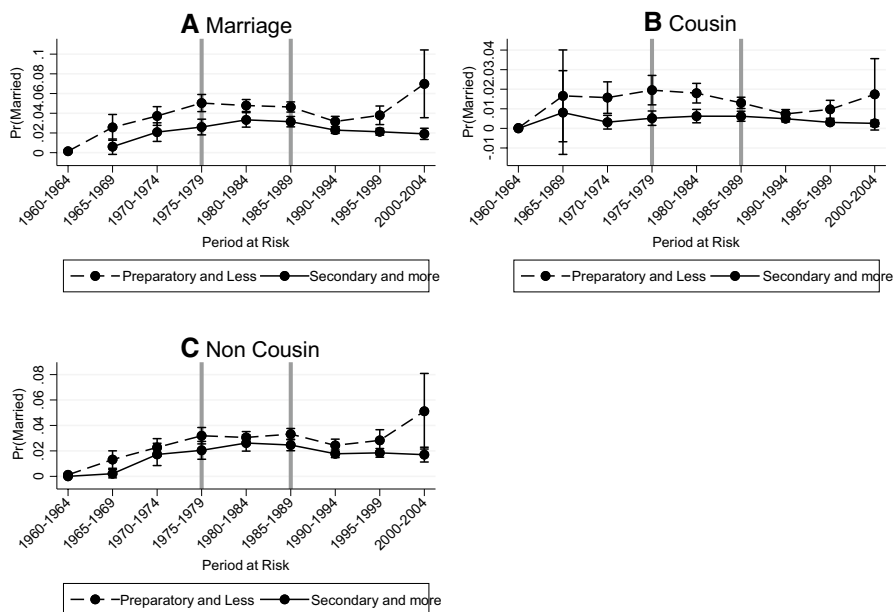 A Marriage
Pr(Married)
0 .02 .04 .06 .08 .1
1960-1964
1965-1969
1970-1974
1975-1979
1980-1984
1985-1989
1990-1994
1995-1999
2000-2004
Period at Risk
Preparatory and Less Secondary and more
B Cousin
Pr(Married)
-.01 0 .01 .02 .03 .04
1960-1964
1965-1969
1970-1974
1975-1979
1980-1984
1985-1989
1990-1994
1995-1999
2000-2004
Period at Risk
Preparatory and Less Secondary and more
C Non Cousin
Pr(Married)
0 .02 .04 .06 .08
1960-1964
1965-1969
1970-1974
1975-1979
1980-1984
1985-1989
1990-1994
1995-1999
2000-2004
Period at Risk
Preparatory and Less Secondary and more